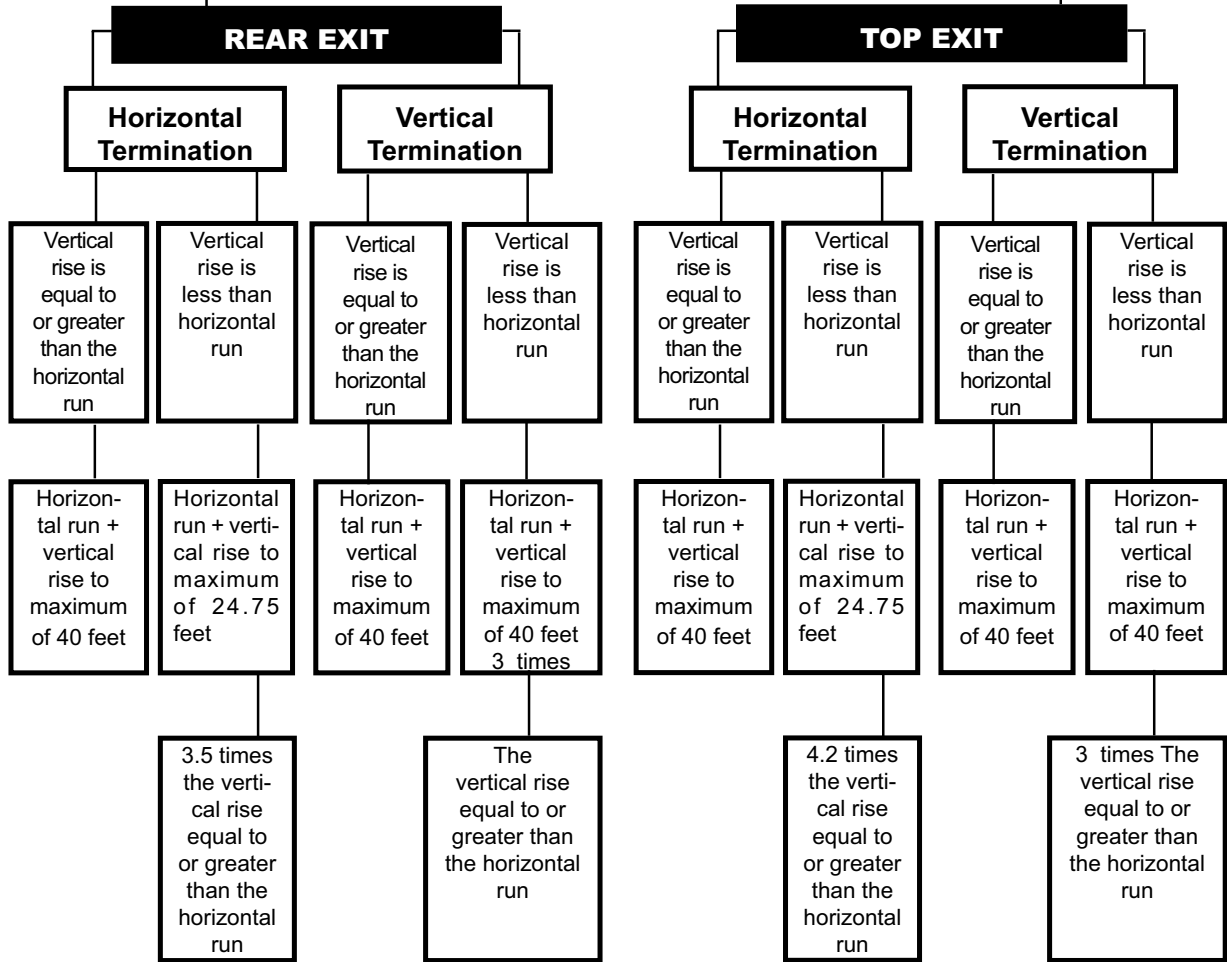 REAR EXIT
TOP EXIT
Horizontal
Termination
Vertical
Termination
Horizontal
Termination
Vertical
Termination
Vertical
rise is
equal to
or greater
than the
horizontal
run
Vertical
rise is
less than
horizontal
run
Vertical
rise is
equal to
or greater
than the
horizontal
run
Vertical
rise is
less than
horizontal
run
Vertical
rise is
equal to
or greater
than the
horizontal
run
Vertical
rise is
less than
horizontal
run
Vertical
rise is
equal to
or greater
than the
horizontal
run
Vertical
rise is
less than
horizontal
run
Horizon-
tal run +
vertical
rise to
maximum
of 40 feet
Horizontal
run + verti-
cal rise to
maximum
of 24.75
feet
Horizon-
tal run +
vertical
rise to
maximum
of 40 feet
Horizon-
tal run +
vertical
rise to
maximum
of 40 feet
3 times
Horizon-
tal run +
vertical
rise to
maximum
of 40 feet
Horizontal
run + verti-
cal rise to
maximum
of 24.75
feet
Horizon-
tal run +
vertical
rise to
maximum
of 40 feet
Horizon-
tal run +
vertical
rise to
maximum
of 40 feet
3.5 times
the verti-
cal rise
equal to
or greater
than the
horizontal
run
The
vertical rise
equal to or
greater than
the horizontal
run
4.2 times
the verti-
cal rise
equal to
or greater
than the
horizontal
run
3 times The
vertical rise
equal to or
greater than
the horizontal
run